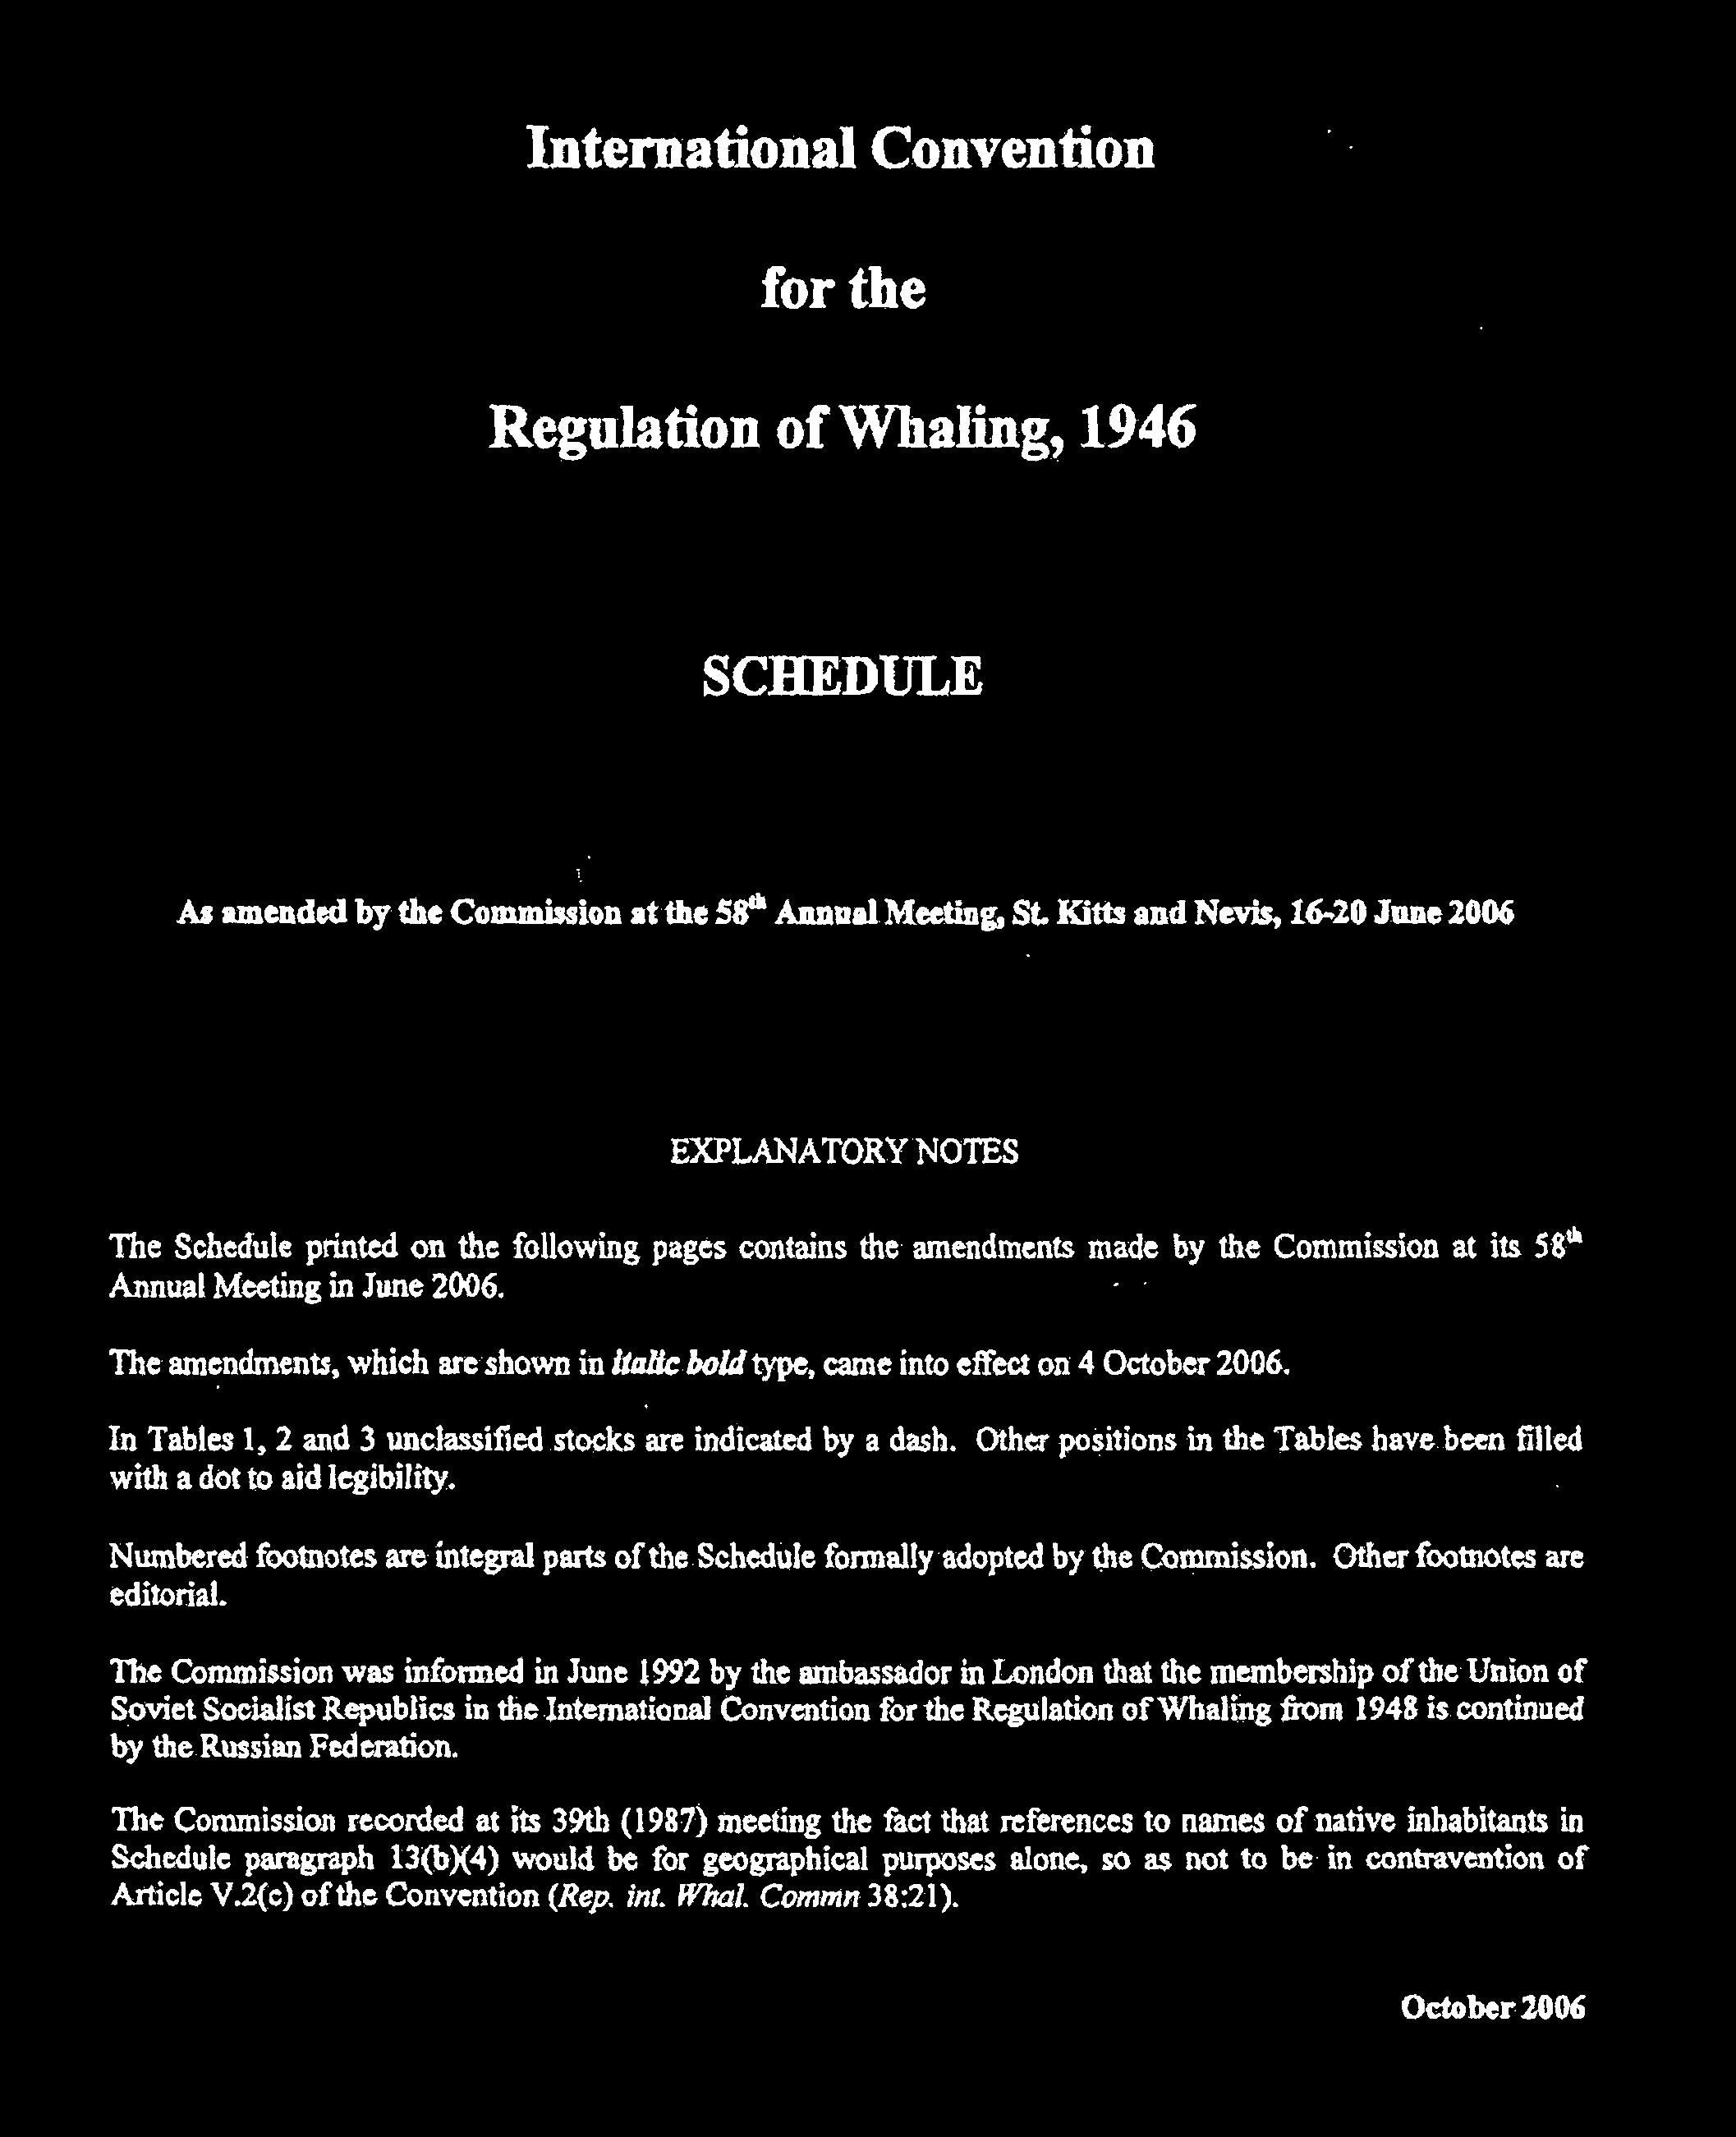 International Convention
for the
Regulation of Whaling, 1946
SCHEDULE
As amended by the Commission at the 58th Annual Meeting, St. Kitts and Nevis, 16-20 June 2006
EXPLANATORY NOTES
The Schedule printed on the following pages contains the amendments made by the Commission at its 58th
Annual Meeting in June 2006.
The amendments, which are shown in italic bold type, came into effect on 4 October 2006.
In Tables 1, 2 and 3 unclassified stocks are indicated by a dash. Other positions in the Tables have been filled
with a dot to aid legibility.
Numbered footnotes are integral parts of the Schedule formally adopted by the Commission. Other footnotes are
editorial.
The Commission was informed in June 1992 by the ambassador in London that the membership of the Union of
Soviet Socialist Republics in the International Convention for the Regulation of Whaling from 1948 is continued
by the Russian Federation.
The Commission recorded at its 39th (1987) meeting the fact that references to names of native inhabitants in
Schedule paragraph 13(b)(4) would be for geographical purposes alone, so as not to be in contravention of
Article V.2(c) of the Convention (Rep. int. Whal. Commn 38:21).
October 2006